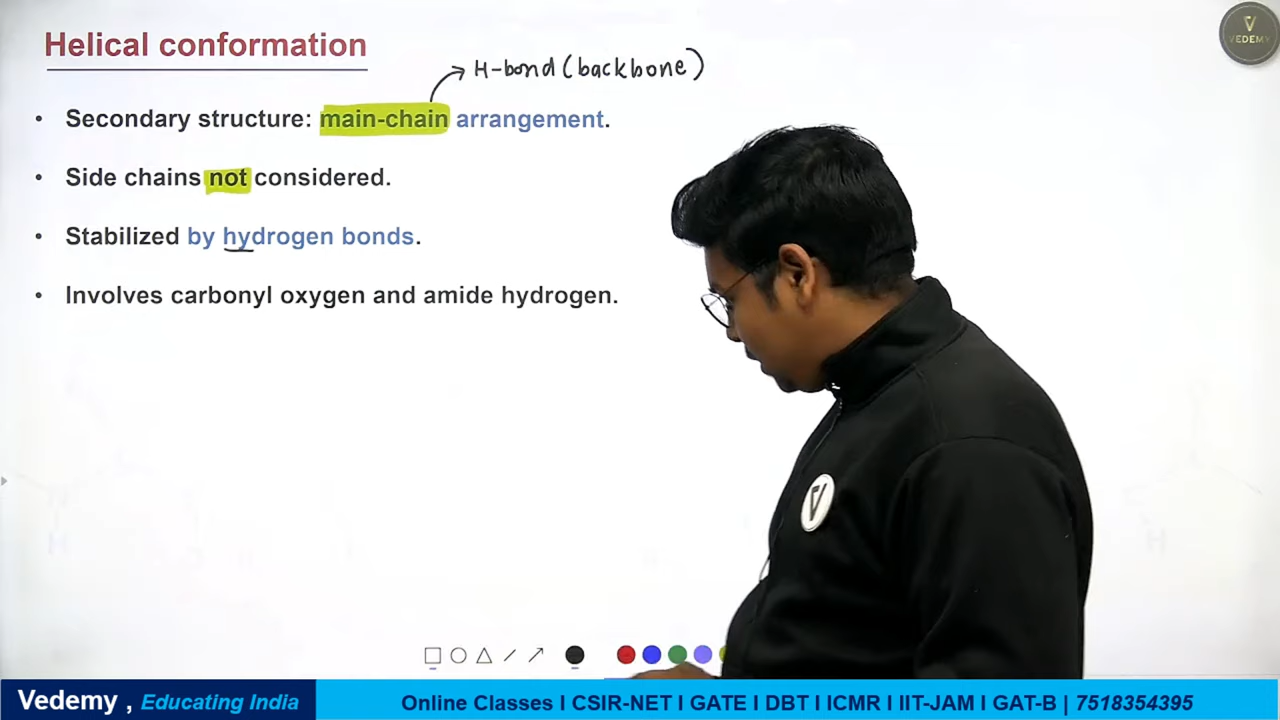 Helical conformation
V
VEDEMY
H-bond (backbone)
• Secondary structure: main-chain arrangement.
• Side chains not considered.
• Stabilized by hydrogen bonds.
• Involves carbonyl oxygen and amide hydrogen.
V
Vedemy , Educating India
Online Classes I CSIR-NET I GATE I DBT I ICMR I IIT-JAM I GAT-B | 7518354395